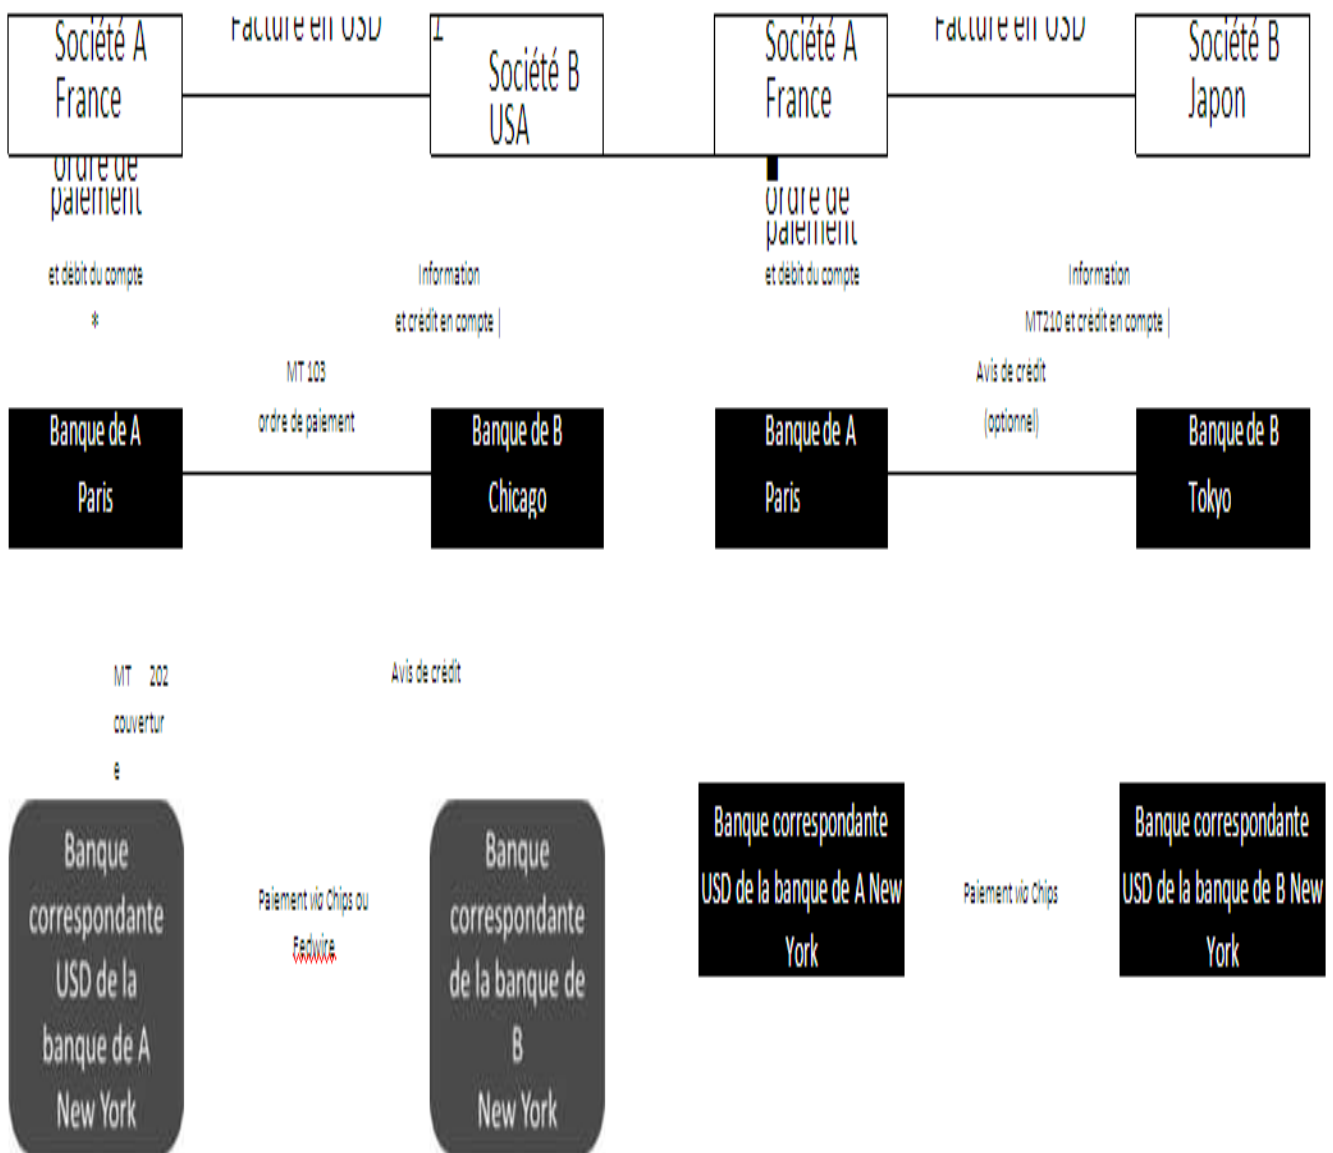 Société A
France
Facture en USD
1
Société B
USA
ordre de
paiement
et débit du compte
*
Information
et crédit en compte |
MT 103
ordre de paiement
Banque de A
Paris
Banque de B
Chicago
MT 202
couvertur
e
Avis de crédit
Banque
correspondante
USD de la
banque de A
New York
Paiement via Chips ou
Fedwire
Banque
correspondante
de la banque de
B
New York
Société A
France
Facture en USD
Société B
Japon
ordre de
paiement
et débit du compte
Information
MT210 et crédit en compte |
Avis de crédit
(optionnel)
Banque de A
Paris
Banque de B
Tokyo
Banque correspondante
USD de la banque de A New
York
Paiement via Chips
Banque correspondante
USD de la banque de B New
York